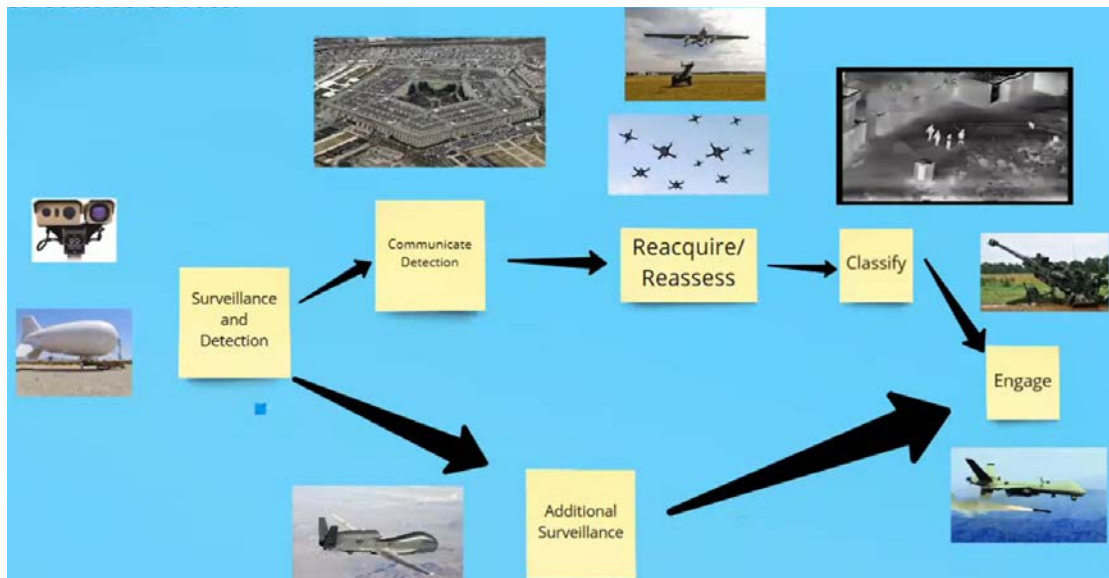 Surveillance
and
Detection
Communicate
Detection
Reacquire/
Reassess
Classify
Engage
Additional
Surveillance